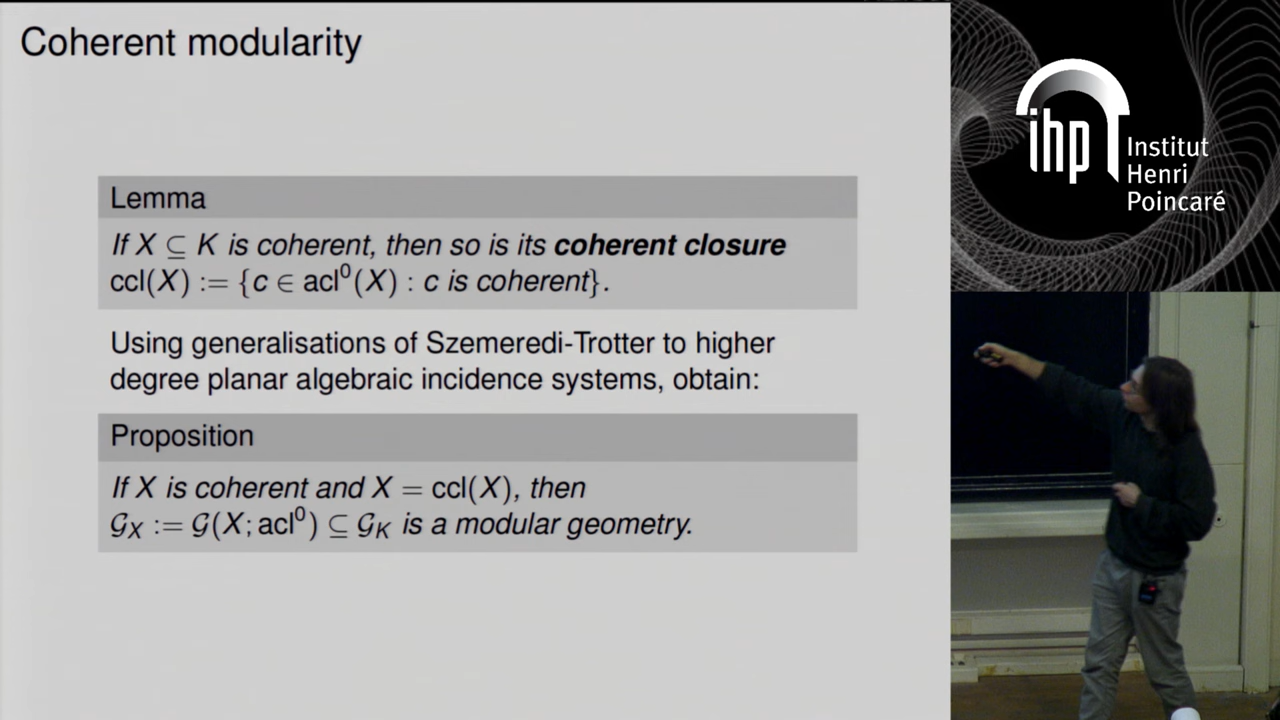 Coherent modularity
Lemma
If X ⊆ K is coherent, then so is its coherent closure
ccl(X) := {c ∈ acl⁰(X) : c is coherent}.
Using generalisations of Szemeredi-Trotter to higher
degree planar algebraic incidence systems, obtain:
Proposition
If X is coherent and X = ccl(X), then
𝒢_X := 𝒢(X; acl⁰) ⊆ 𝒢_K is a modular geometry.
ihp
Institut
Henri
Poincaré